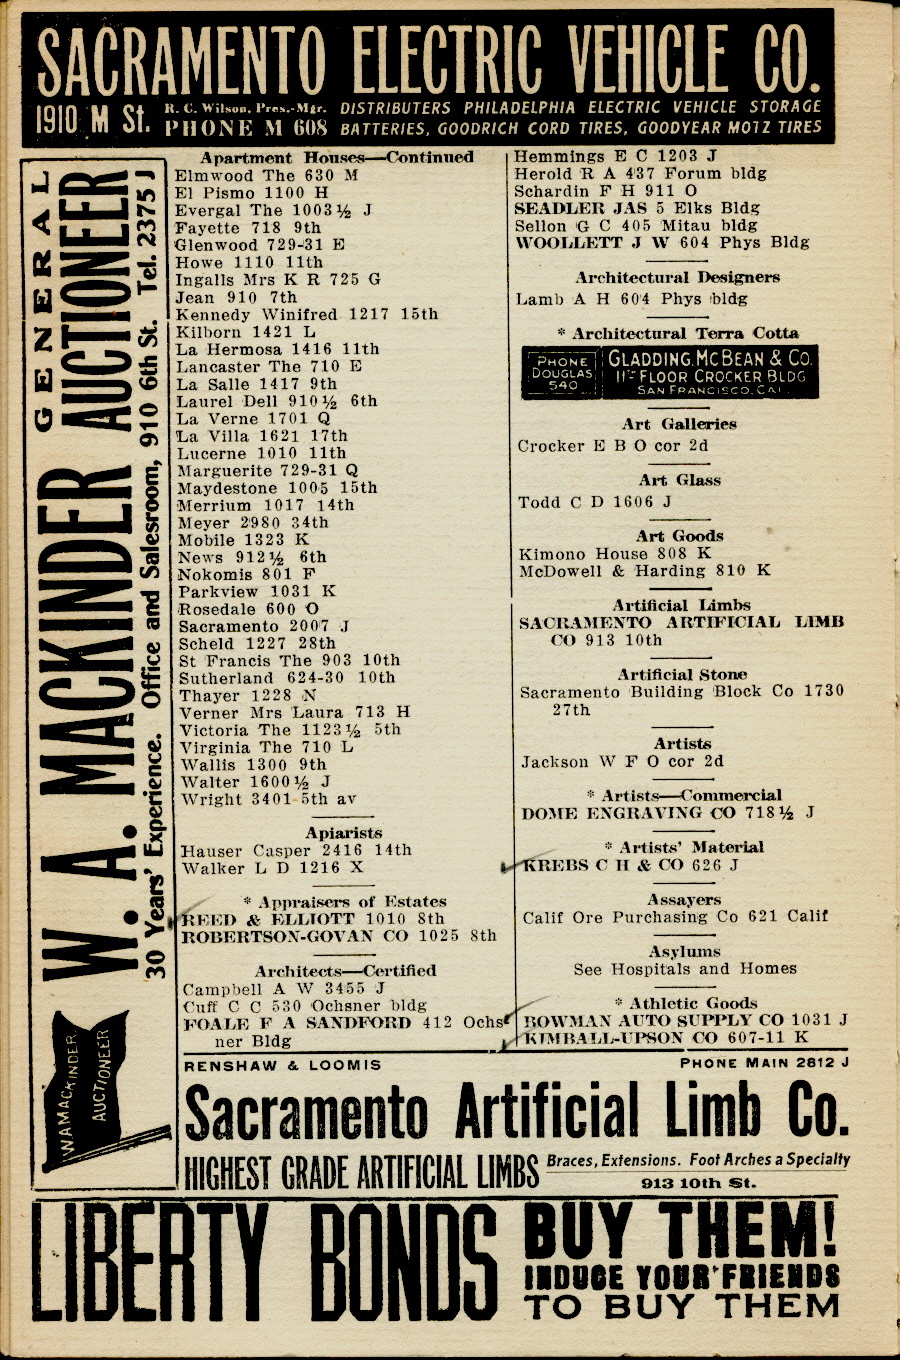 SACRAMENTO ELECTRIC VEHICLE CO.
1910 M St. R. C. Wilson, Pres.-Mgr. PHONE M 608
DISTRIBUTERS PHILADELPHIA ELECTRIC VEHICLE STORAGE
BATTERIES, GOODRICH CORD TIRES, GOODYEAR MOTZ TIRES
W. A. MACKINDER GENERAL AUCTIONEER
30 Years' Experience. Office and Salesroom, 910 6th St. Tel. 2375 J
W.A. MACKINDER
AUCTIONEER
Apartment Houses—Continued
Elmwood The 630 M
El Pismo 1100 H
Evergal The 1003½ J
Fayette 718 9th
Glenwood 729-31 E
Howe 1110 11th
Ingalls Mrs K R 725 G
Jean 910 7th
Kennedy Winifred 1217 15th
Kilborn 1421 L
La Hermosa 1416 11th
Lancaster The 710 E
La Salle 1417 9th
Laurel Dell 910½ 6th
La Verne 1701 Q
La Villa 1621 17th
Lucerne 1010 11th
Marguerite 729-31 Q
Maydestone 1005 15th
Merrium 1017 14th
Meyer 2980 34th
Mobile 1323 K
News 912½ 6th
Nokomis 801 F
Parkview 1031 K
Rosedale 600 O
Sacramento 2007 J
Scheld 1227 28th
St Francis The 903 10th
Sutherland 624-30 10th
Thayer 1228 N
Verner Mrs Laura 713 H
Victoria The 1123½ 5th
Virginia The 710 L
Wallis 1300 9th
Walter 1600½ J
Wright 3401 5th av
Apiarists
Hauser Casper 2416 14th
Walker L D 1216 X
* Appraisers of Estates
REED & ELLIOTT 1010 8th
ROBERTSON-GOVAN CO 1025 8th
Architects—Certified
Campbell A W 3455 J
Cuff C C 530 Ochsner bldg
FOALE F A SANDFORD 412 Ochs-
ner Bldg
Hemmings E C 1203 J
Herold R A 437 Forum bldg
Schardin F H 911 O
SEADLER JAS 5 Elks Bldg
Sellon G C 405 Mitau bldg
WOOLLETT J W 604 Phys Bldg
Architectural Designers
Lamb A H 604 Phys bldg
* Architectural Terra Cotta
PHONE
DOUGLAS
540
GLADDING, McBEAN & CO.
11TH FLOOR CROCKER BLDG
SAN FRANCISCO, CAL.
Art Galleries
Crocker E B O cor 2d
Art Glass
Todd C D 1606 J
Art Goods
Kimono House 808 K
McDowell & Harding 810 K
Artificial Limbs
SACRAMENTO ARTIFICIAL LIMB
CO 913 10th
Artificial Stone
Sacramento Building Block Co 1730
27th
Artists
Jackson W F O cor 2d
* Artists—Commercial
DOME ENGRAVING CO 718½ J
* Artists' Material
KREBS C H & CO 626 J
Assayers
Calif Ore Purchasing Co 621 Calif
Asylums
See Hospitals and Homes
* Athletic Goods
BOWMAN AUTO SUPPLY CO 1031 J
KIMBALL-UPSON CO 607-11 K
RENSHAW & LOOMIS PHONE MAIN 2812 J
Sacramento Artificial Limb Co.
HIGHEST GRADE ARTIFICIAL LIMBS Braces, Extensions. Foot Arches a Specialty
913 10th St.
LIBERTY BONDS
BUY THEM!
INDUCE YOUR FRIENDS
TO BUY THEM